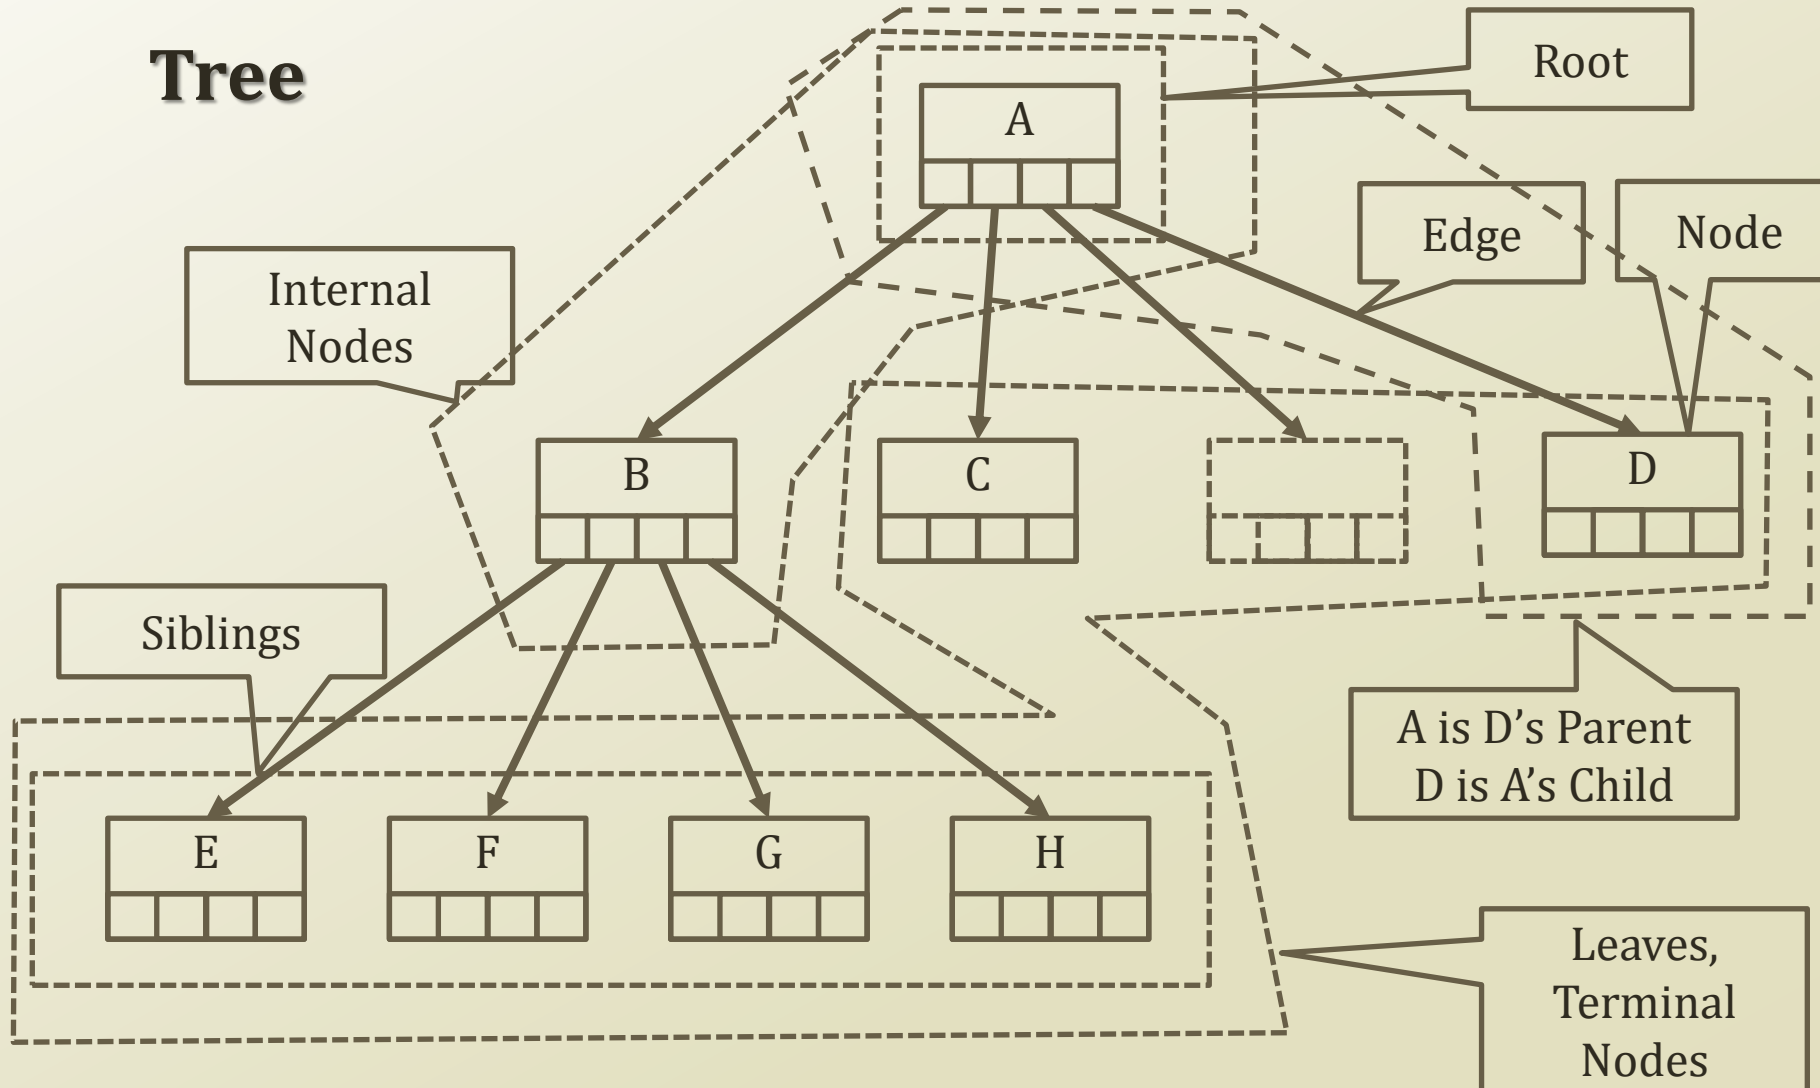 Tree
Root
A
Edge
Node
Internal
Nodes
B
C
D
Siblings
A is D’s Parent
D is A’s Child
E
F
G
H
Leaves,
Terminal
Nodes